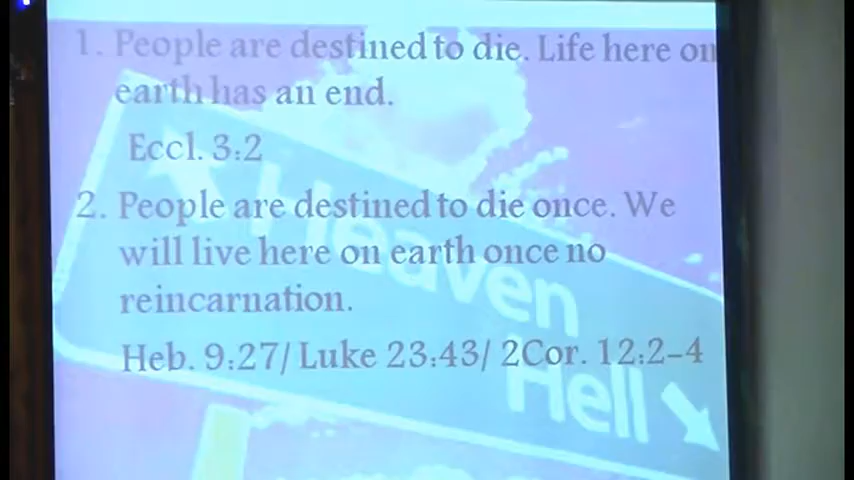 1. People are destined to die. Life here on
earth has an end.
Eccl. 3:2
2. People are destined to die once. We
will live here on earth once no
reincarnation.
Heb. 9:27/ Luke 23:43/ 2Cor. 12:2-4
Heaven
Hell